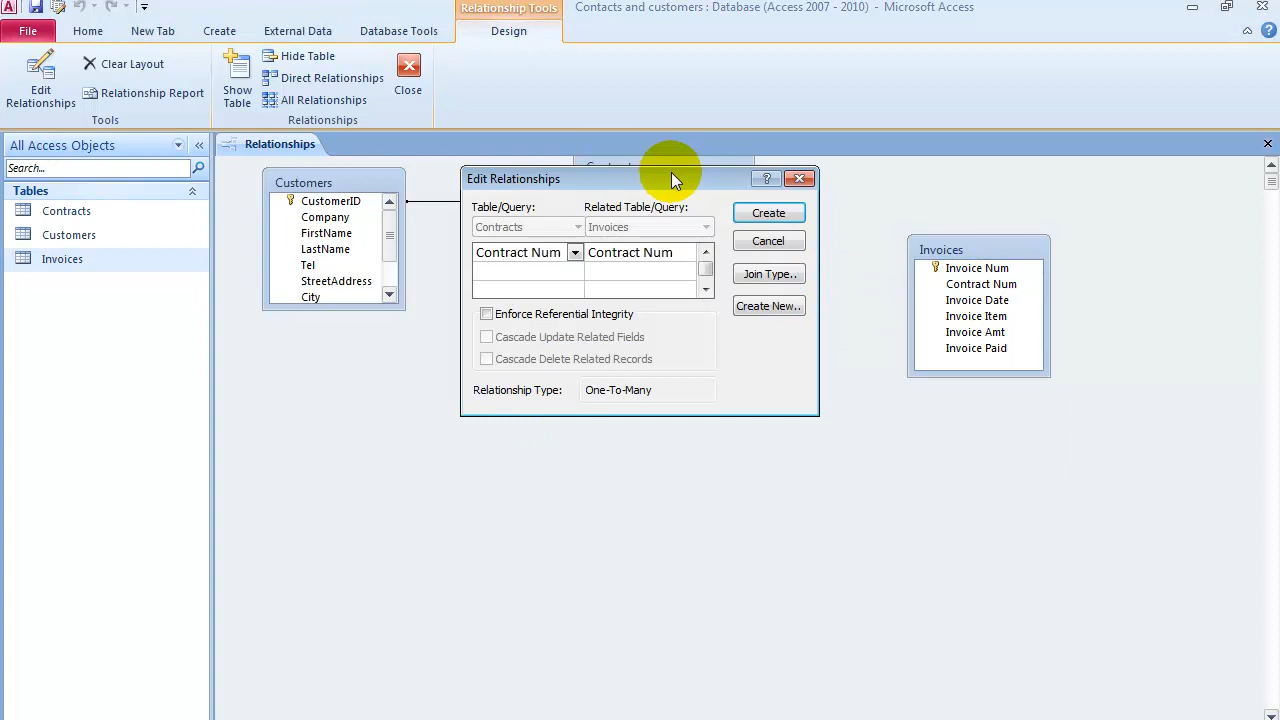 Relationship Tools
Contacts and customers : Database (Access 2007 - 2010) - Microsoft Access
File
Home
New Tab
Create
External Data
Database Tools
Design
Edit
Relationships
Clear Layout
Relationship Report
Tools
Show
Table
Hide Table
Direct Relationships
All Relationships
Relationships
Close
All Access Objects
Search...
Tables
Contracts
Customers
Invoices
Relationships
Customers
CustomerID
Company
FirstName
LastName
Tel
StreetAddress
City
Edit Relationships
Table/Query:
Related Table/Query:
Contracts
Invoices
Contract Num
Contract Num
Enforce Referential Integrity
Cascade Update Related Fields
Cascade Delete Related Records
Relationship Type:
One-To-Many
Create
Cancel
Join Type..
Create New..
Invoices
Invoice Num
Contract Num
Invoice Date
Invoice Item
Invoice Amt
Invoice Paid